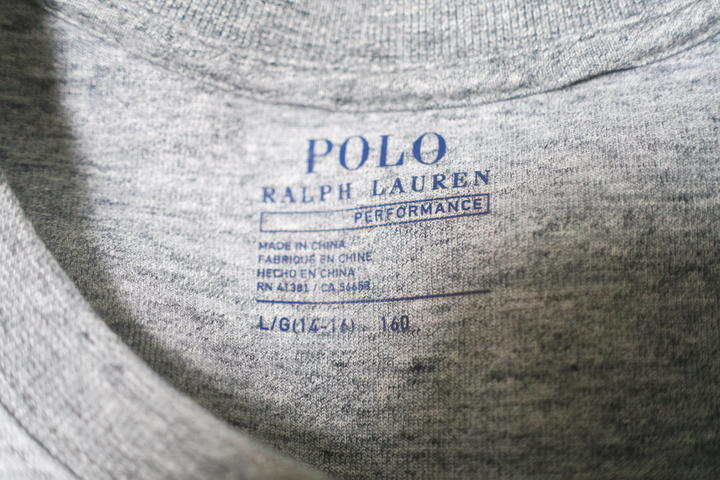 POLO
RALPH LAUREN
PERFORMANCE
MADE IN CHINA
FABRIQUÉ EN CHINE
HECHO EN CHINA
RN 41381 / CA 56658
L/G(14-16) 160